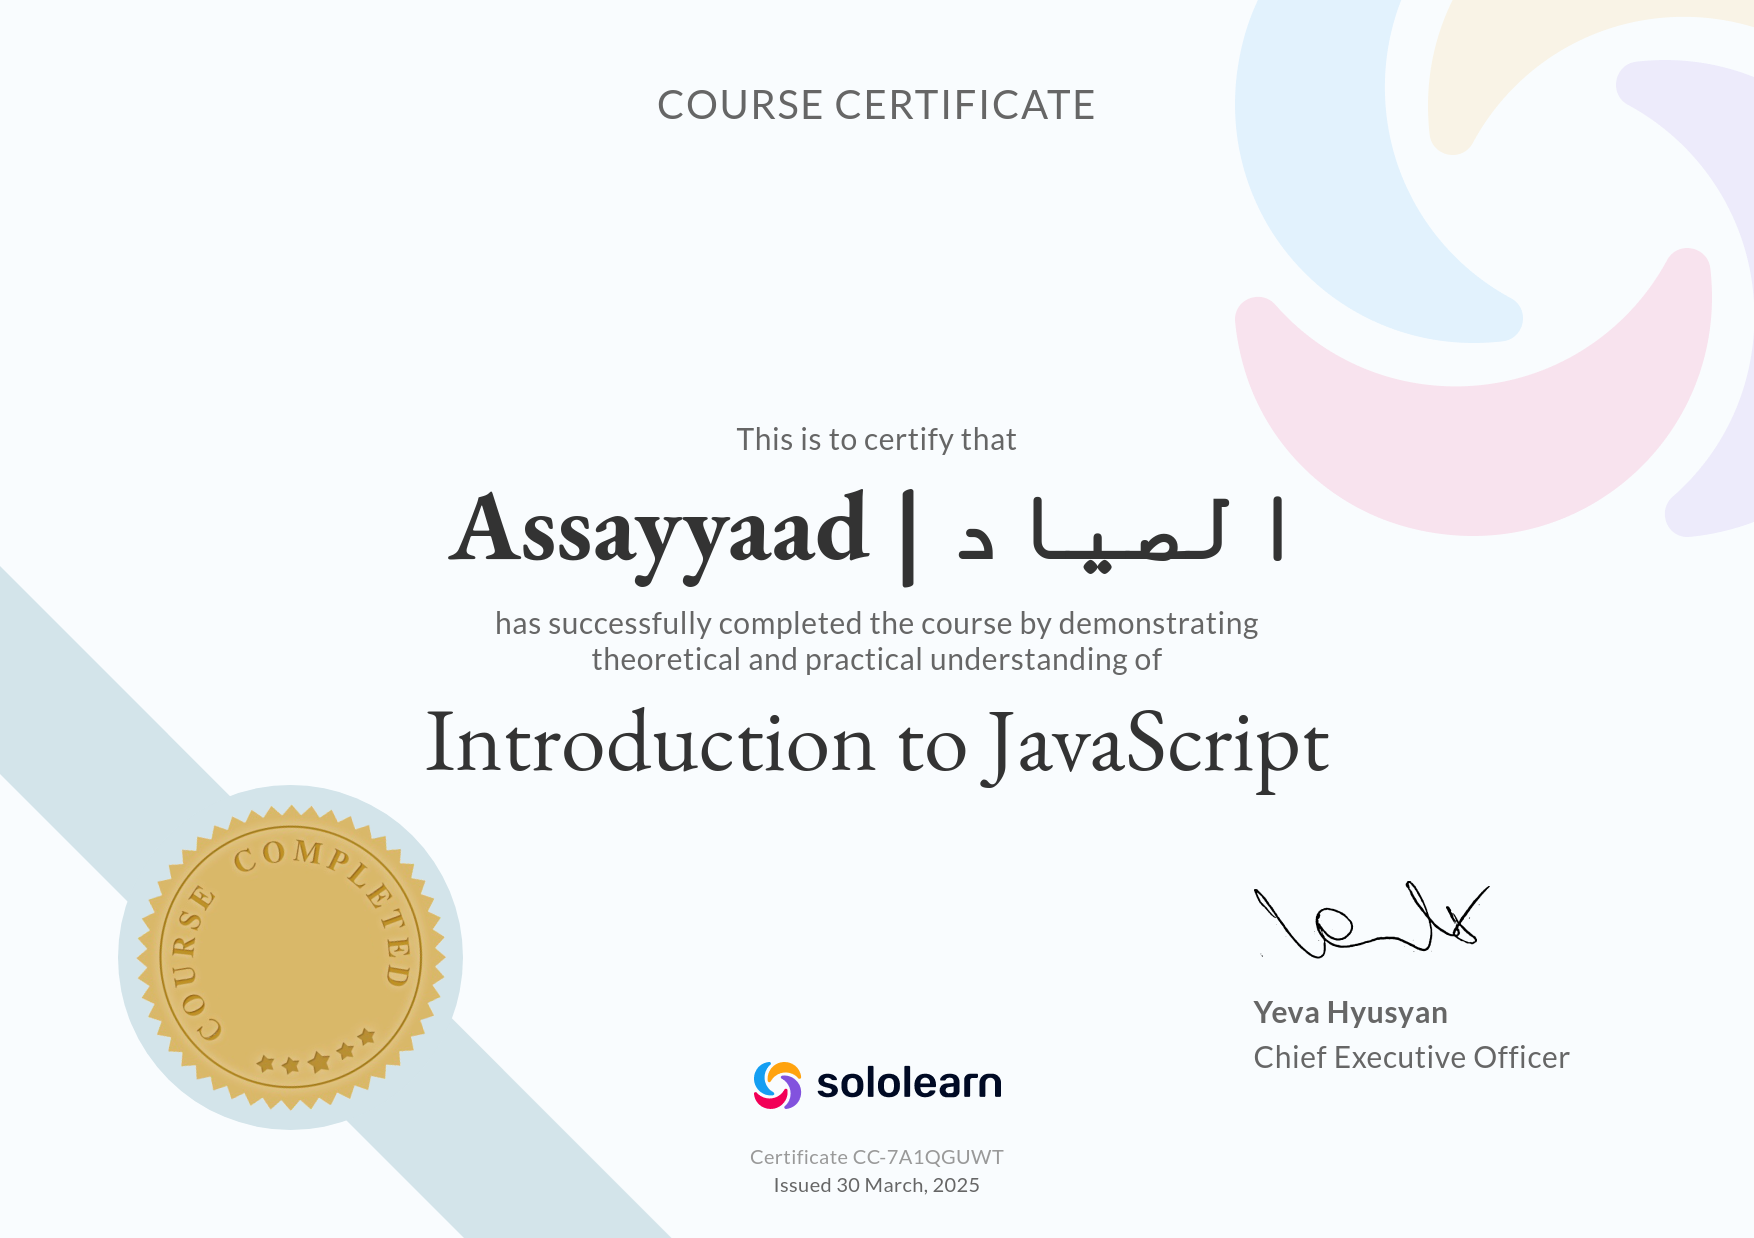 COURSE CERTIFICATE
This is to certify that
Assayyaad | الصياد
has successfully completed the course by demonstrating
theoretical and practical understanding of
Introduction to JavaScript
COURSE COMPLETED
Yeva Hyusyan
Chief Executive Officer
sololearn
Certificate CC-7A1QGUWT
Issued 30 March, 2025